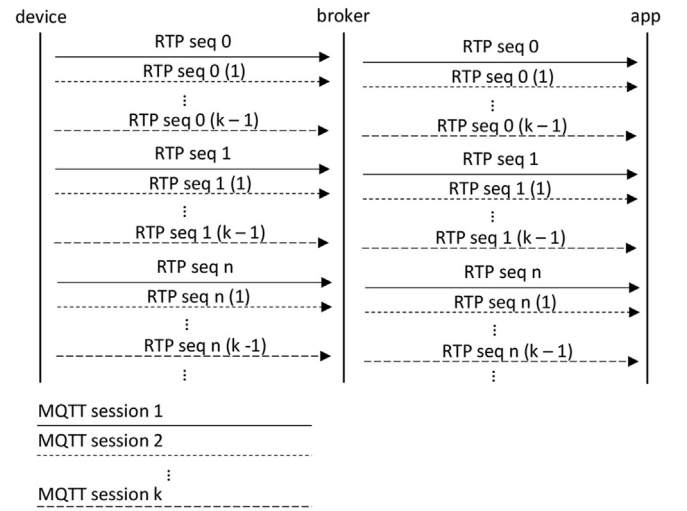 device broker app
RTP seq 0 RTP seq 0
RTP seq 0 (1) RTP seq 0 (1)
⋮ ⋮
RTP seq 0 (k – 1) RTP seq 0 (k – 1)
RTP seq 1 RTP seq 1
RTP seq 1 (1) RTP seq 1 (1)
⋮ ⋮
RTP seq 1 (k – 1) RTP seq 1 (k – 1)
RTP seq n RTP seq n
RTP seq n (1) RTP seq n (1)
⋮ ⋮
RTP seq n (k -1) RTP seq n (k – 1)
⋮ ⋮
MQTT session 1
MQTT session 2
⋮
MQTT session k